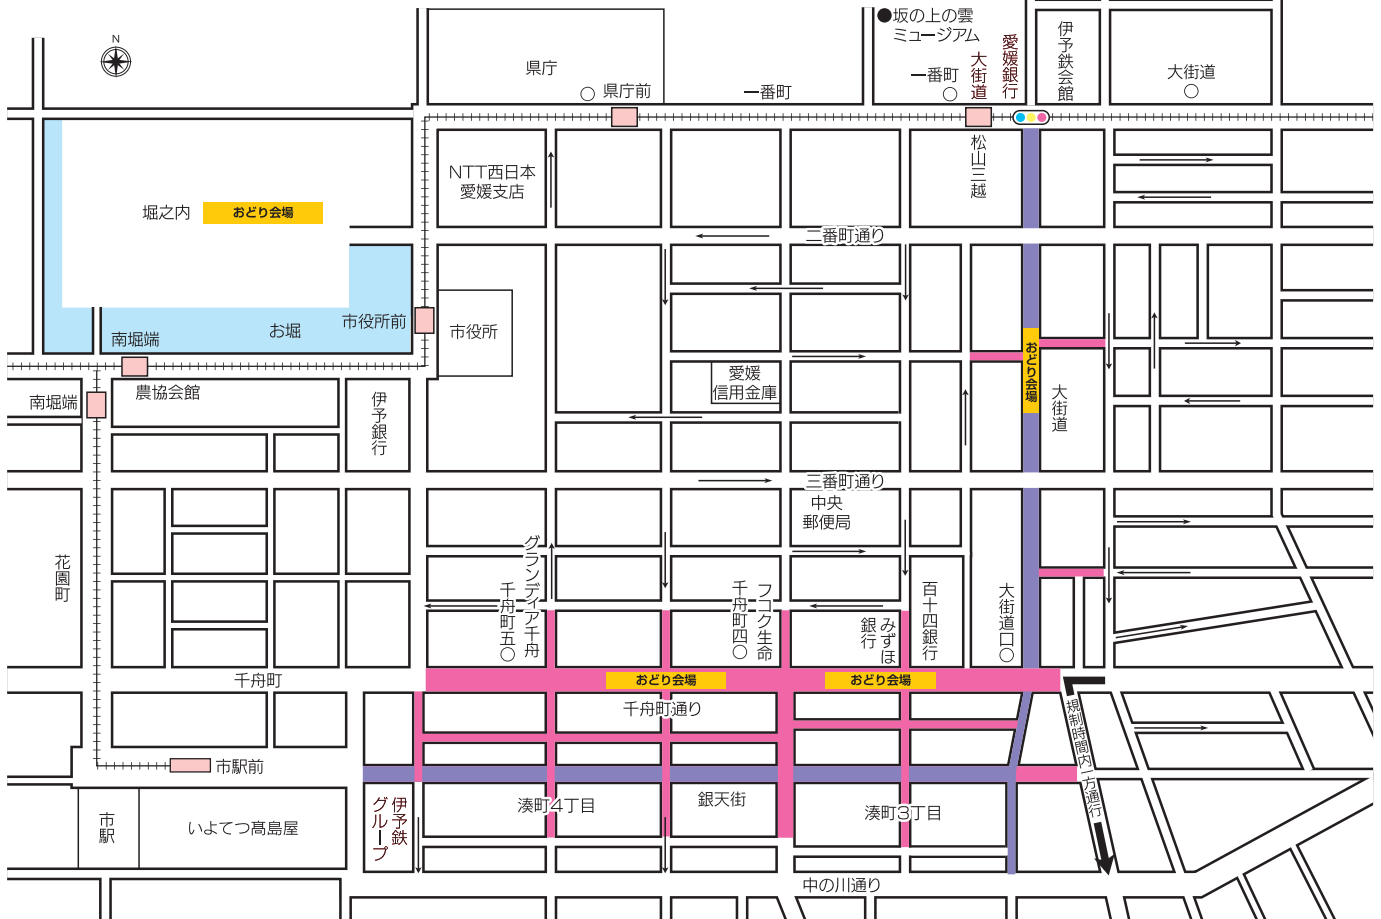 N
坂の上の雲
ミュージアム
愛媛銀行
大街道
伊予鉄会館
大街道
県庁
県庁前
一番町
一番町
松山三越
NTT西日本
愛媛支店
堀之内
おどり会場
二番町通り
市役所前
市役所
お堀
南堀端
農協会館
南堀端
伊予銀行
愛媛
信用金庫
おどり会場
大街道
三番町通り
中央
郵便局
花園町
グランディア千舟
千舟町五〇
フコク生命
千舟町四〇
みずほ
銀行
百十四銀行
大街道口〇
千舟町
おどり会場
おどり会場
千舟町通り
規制時間内一方通行
市駅前
市駅
いよてつ髙島屋
伊予鉄
グループ
湊町4丁目
銀天街
湊町3丁目
中の川通り